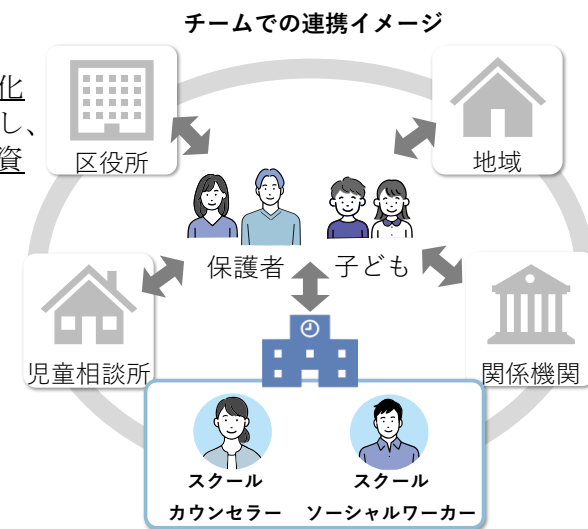 チームでの連携イメージ
化
し、
資
区役所
地域
保護者
子ども
児童相談所
関係機関
スクール
カウンセラー
スクール
ソーシャルワーカー